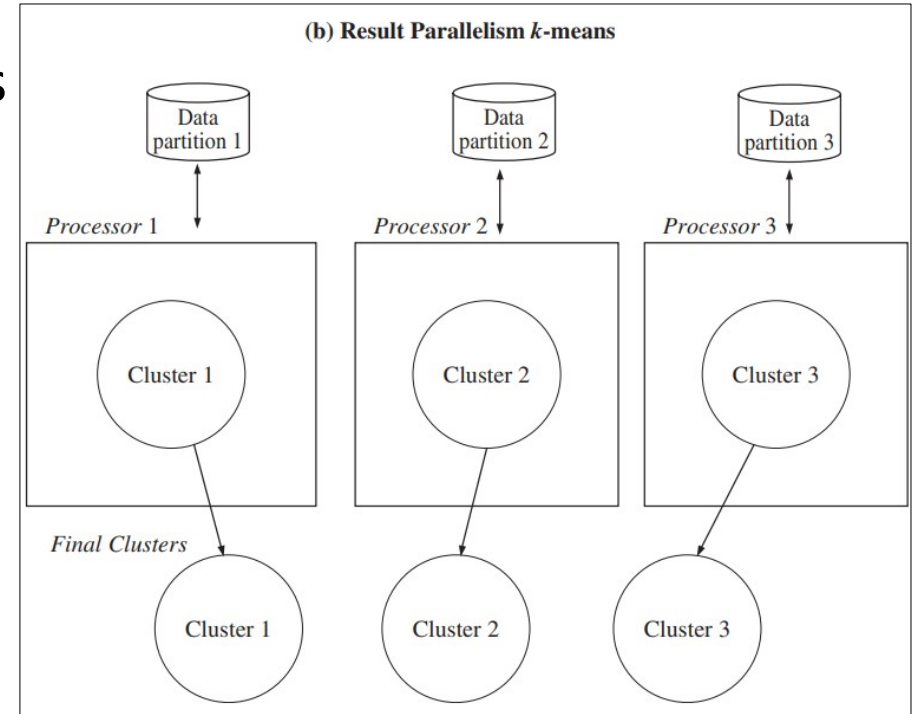 (b) Result Parallelism k-means
s
Data
partition 1
Data
partition 2
Data
partition 3
Processor 1
Processor 2
Processor 3
Cluster 1
Cluster 2
Cluster 3
Final Clusters
Cluster 1
Cluster 2
Cluster 3